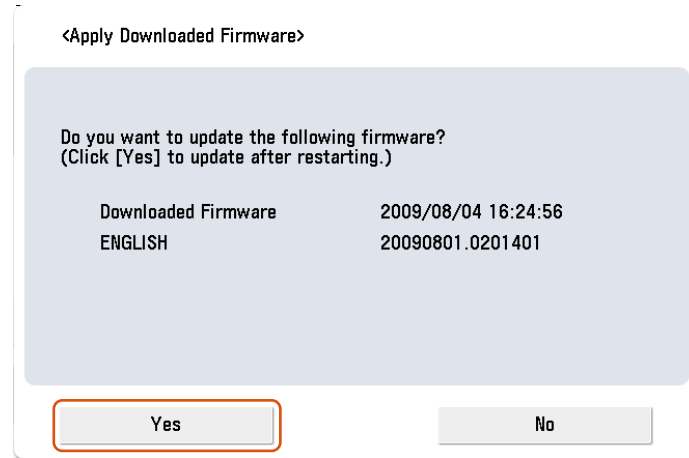 <Apply Downloaded Firmware>
Do you want to update the following firmware?
(Click [Yes] to update after restarting.)
Downloaded Firmware 2009/08/04 16:24:56
ENGLISH 20090801.0201401
Yes No